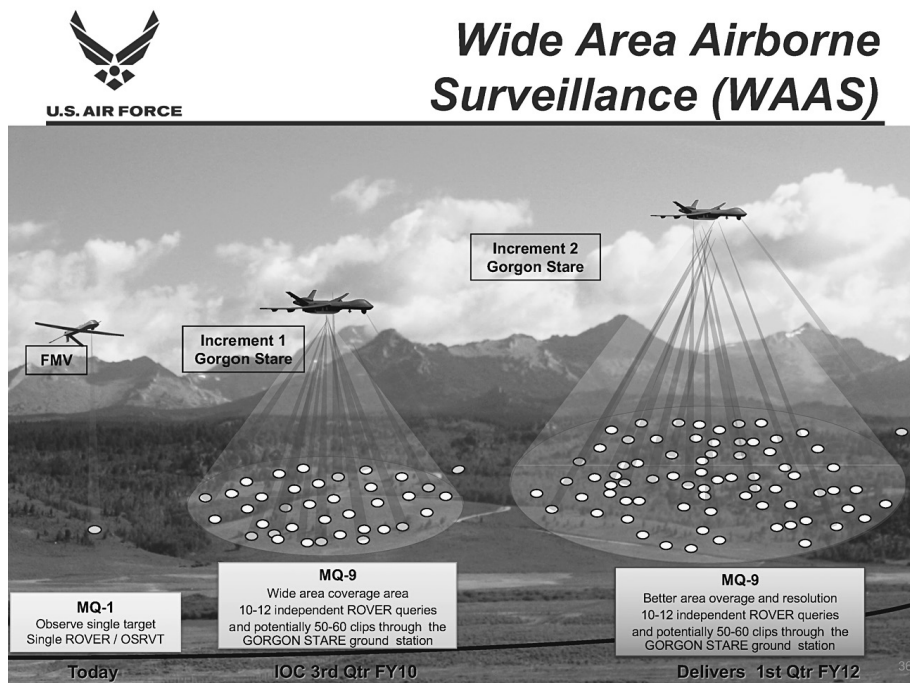 Wide Area Airborne
Surveillance (WAAS)
U.S. AIR FORCE
Increment 2
Gorgon Stare
Increment 1
Gorgon Stare
FMV
MQ-1
Observe single target
Single ROVER / OSRVT
MQ-9
Wide area coverage area
10-12 independent ROVER queries
and potentially 50-60 clips through the
GORGON STARE ground station
MQ-9
Better area overage and resolution
10-12 independent ROVER queries
and potentially 50-60 clips through the
GORGON STARE ground station
Today
IOC 3rd Qtr FY10
Delivers 1st Qtr FY12